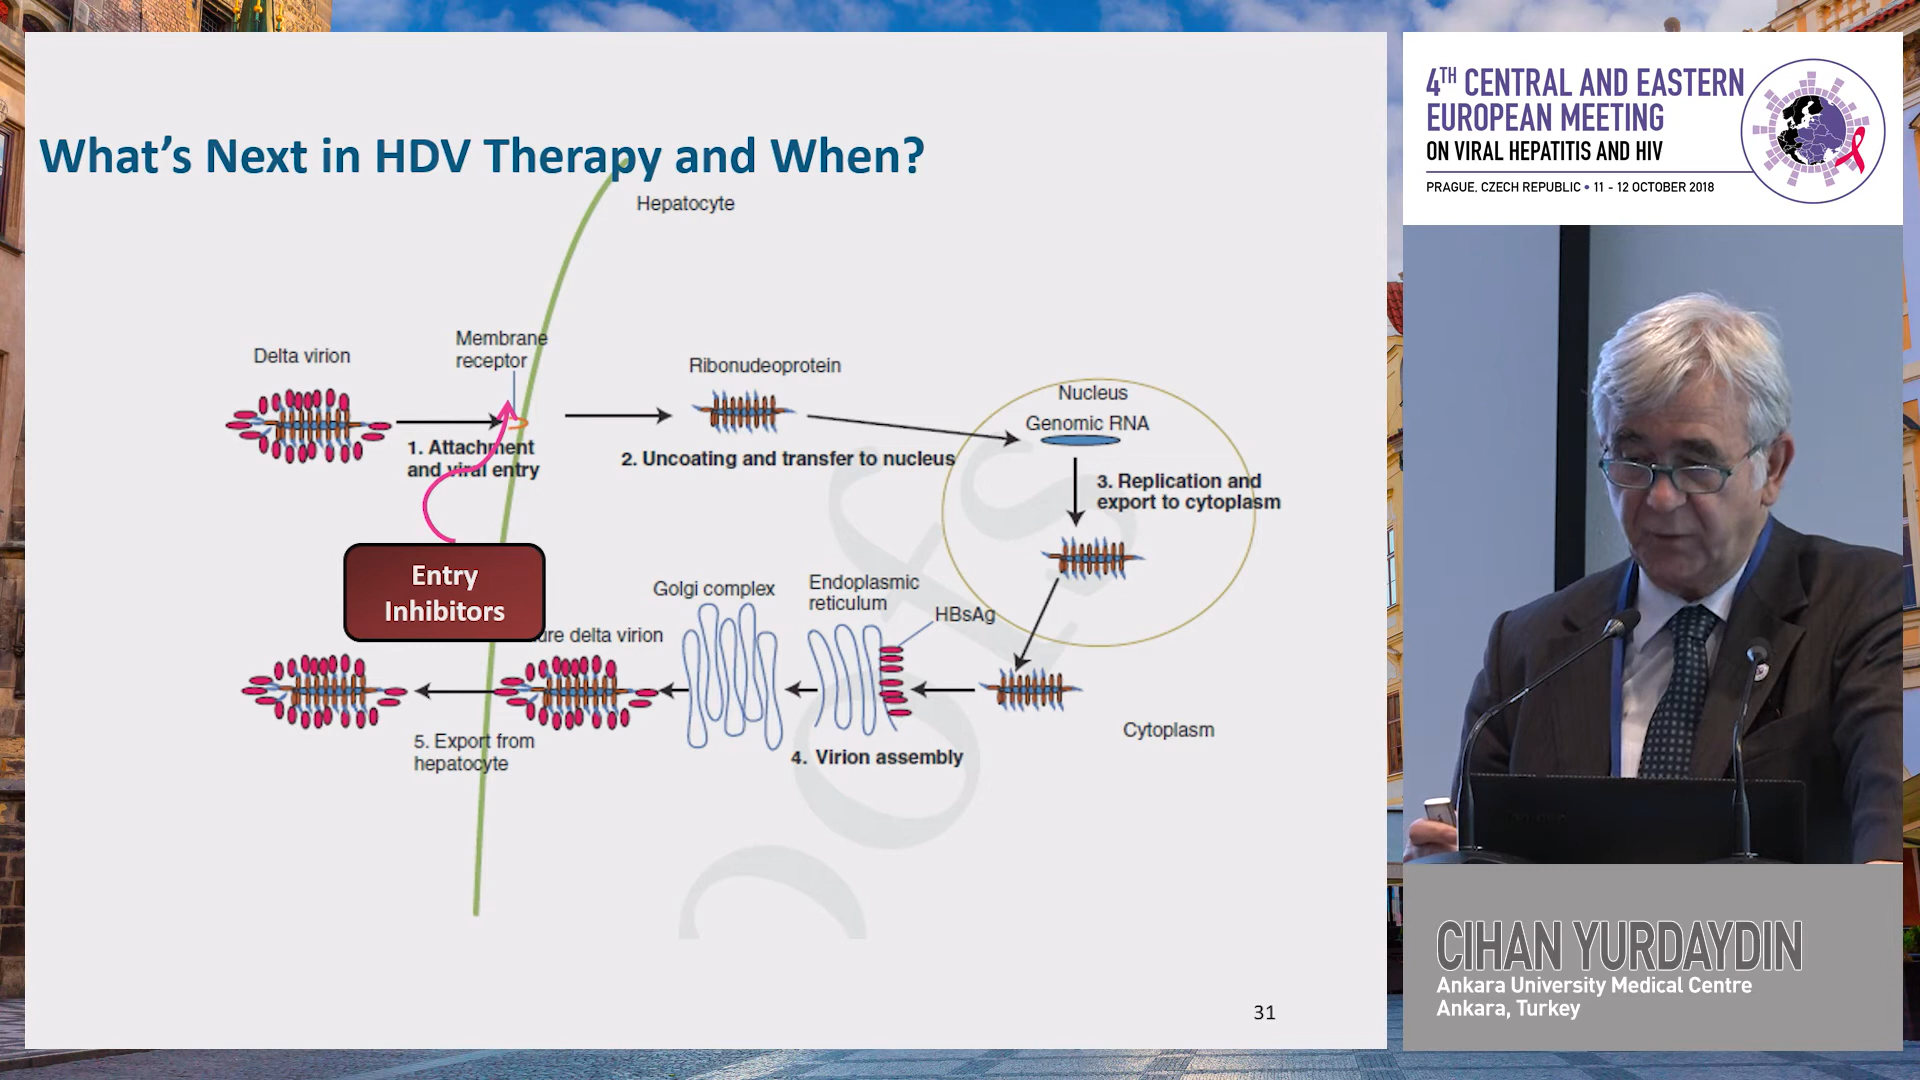 What's Next in HDV Therapy and When?
Hepatocyte
Membrane
receptor
Delta virion
Ribonudeoprotein
Nucleus
Genomic RNA
1. Attachment
and viral entry
2. Uncoating and transfer to nucleus
3. Replication and
export to cytoplasm
Entry
Inhibitors
Golgi complex
Endoplasmic
reticulum
HBsAg
ure delta virion
5. Export from
hepatocyte
4. Virion assembly
Cytoplasm
31
4TH CENTRAL AND EASTERN
EUROPEAN MEETING
ON VIRAL HEPATITIS AND HIV
PRAGUE, CZECH REPUBLIC • 11 - 12 OCTOBER 2018
CIHAN YURDAYDIN
Ankara University Medical Centre
Ankara, Turkey